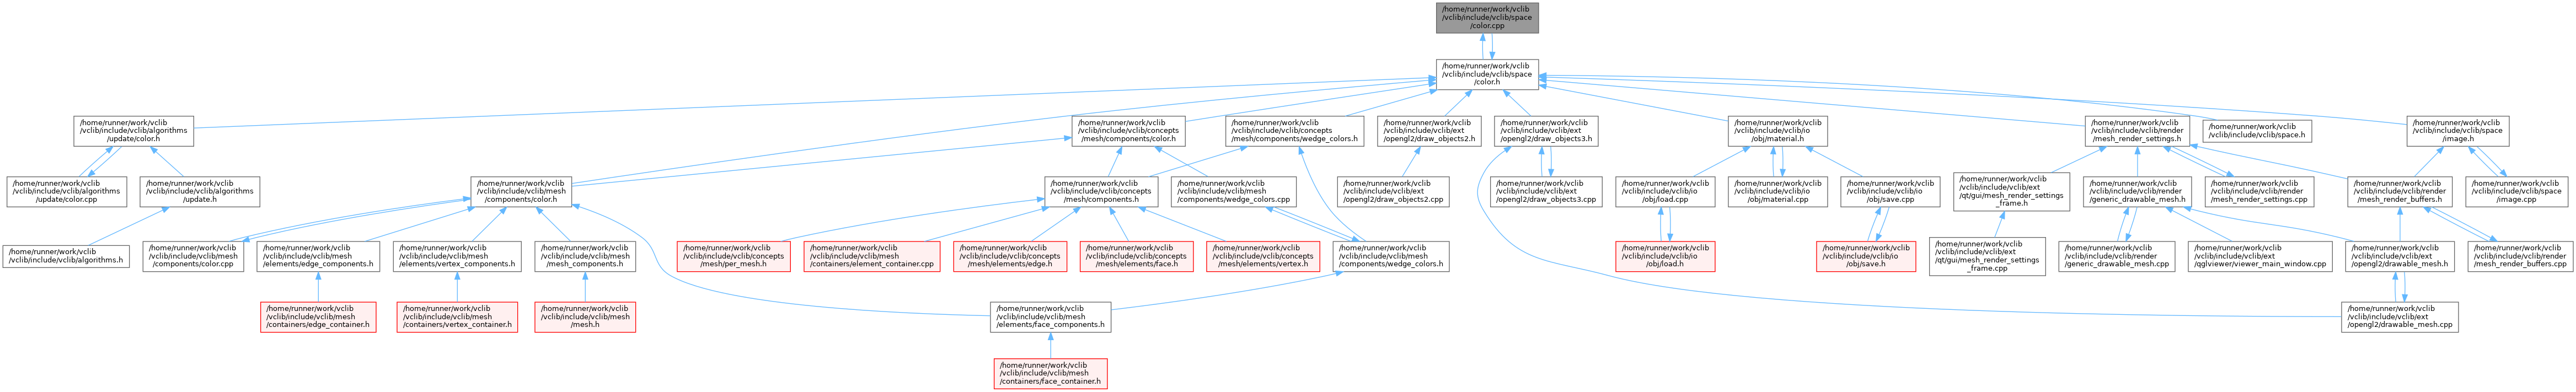 /home/runner/work/vclib
/vclib/include/vclib/space
/color.cpp
/home/runner/work/vclib
/vclib/include/vclib/space
/color.h
/home/runner/work/vclib
/vclib/include/vclib/algorithms
/update/color.h
/home/runner/work/vclib
/vclib/include/vclib/concepts
/mesh/components/color.h
/home/runner/work/vclib
/vclib/include/vclib/concepts
/mesh/components/wedge_colors.h
/home/runner/work/vclib
/vclib/include/vclib/ext
/opengl2/draw_objects2.h
/home/runner/work/vclib
/vclib/include/vclib/ext
/opengl2/draw_objects3.h
/home/runner/work/vclib
/vclib/include/vclib/io
/obj/material.h
/home/runner/work/vclib
/vclib/include/vclib/render
/mesh_render_settings.h
/home/runner/work/vclib
/vclib/include/vclib/space.h
/home/runner/work/vclib
/vclib/include/vclib/space
/image.h
/home/runner/work/vclib
/vclib/include/vclib/algorithms
/update/color.cpp
/home/runner/work/vclib
/vclib/include/vclib/algorithms
/update.h
/home/runner/work/vclib
/vclib/include/vclib/mesh
/components/color.h
/home/runner/work/vclib
/vclib/include/vclib/concepts
/mesh/components.h
/home/runner/work/vclib
/vclib/include/vclib/mesh
/components/wedge_colors.cpp
/home/runner/work/vclib
/vclib/include/vclib/ext
/opengl2/draw_objects2.cpp
/home/runner/work/vclib
/vclib/include/vclib/ext
/opengl2/draw_objects3.cpp
/home/runner/work/vclib
/vclib/include/vclib/io
/obj/load.cpp
/home/runner/work/vclib
/vclib/include/vclib/io
/obj/material.cpp
/home/runner/work/vclib
/vclib/include/vclib/io
/obj/save.cpp
/home/runner/work/vclib
/vclib/include/vclib/ext
/qt/gui/mesh_render_settings
_frame.h
/home/runner/work/vclib
/vclib/include/vclib/render
/generic_drawable_mesh.h
/home/runner/work/vclib
/vclib/include/vclib/render
/mesh_render_settings.cpp
/home/runner/work/vclib
/vclib/include/vclib/render
/mesh_render_buffers.h
/home/runner/work/vclib
/vclib/include/vclib/space
/image.cpp
/home/runner/work/vclib
/vclib/include/vclib/algorithms.h
/home/runner/work/vclib
/vclib/include/vclib/mesh
/components/color.cpp
/home/runner/work/vclib
/vclib/include/vclib/mesh
/elements/edge_components.h
/home/runner/work/vclib
/vclib/include/vclib/mesh
/elements/vertex_components.h
/home/runner/work/vclib
/vclib/include/vclib/mesh
/mesh_components.h
/home/runner/work/vclib
/vclib/include/vclib/concepts
/mesh/per_mesh.h
/home/runner/work/vclib
/vclib/include/vclib/mesh
/containers/element_container.cpp
/home/runner/work/vclib
/vclib/include/vclib/concepts
/mesh/elements/edge.h
/home/runner/work/vclib
/vclib/include/vclib/concepts
/mesh/elements/face.h
/home/runner/work/vclib
/vclib/include/vclib/concepts
/mesh/elements/vertex.h
/home/runner/work/vclib
/vclib/include/vclib/mesh
/components/wedge_colors.h
/home/runner/work/vclib
/vclib/include/vclib/io
/obj/load.h
/home/runner/work/vclib
/vclib/include/vclib/io
/obj/save.h
/home/runner/work/vclib
/vclib/include/vclib/ext
/qt/gui/mesh_render_settings
_frame.cpp
/home/runner/work/vclib
/vclib/include/vclib/render
/generic_drawable_mesh.cpp
/home/runner/work/vclib
/vclib/include/vclib/ext
/qglviewer/viewer_main_window.cpp
/home/runner/work/vclib
/vclib/include/vclib/ext
/opengl2/drawable_mesh.h
/home/runner/work/vclib
/vclib/include/vclib/render
/mesh_render_buffers.cpp
/home/runner/work/vclib
/vclib/include/vclib/mesh
/containers/edge_container.h
/home/runner/work/vclib
/vclib/include/vclib/mesh
/containers/vertex_container.h
/home/runner/work/vclib
/vclib/include/vclib/mesh
/mesh.h
/home/runner/work/vclib
/vclib/include/vclib/mesh
/elements/face_components.h
/home/runner/work/vclib
/vclib/include/vclib/ext
/opengl2/drawable_mesh.cpp
/home/runner/work/vclib
/vclib/include/vclib/mesh
/containers/face_container.h